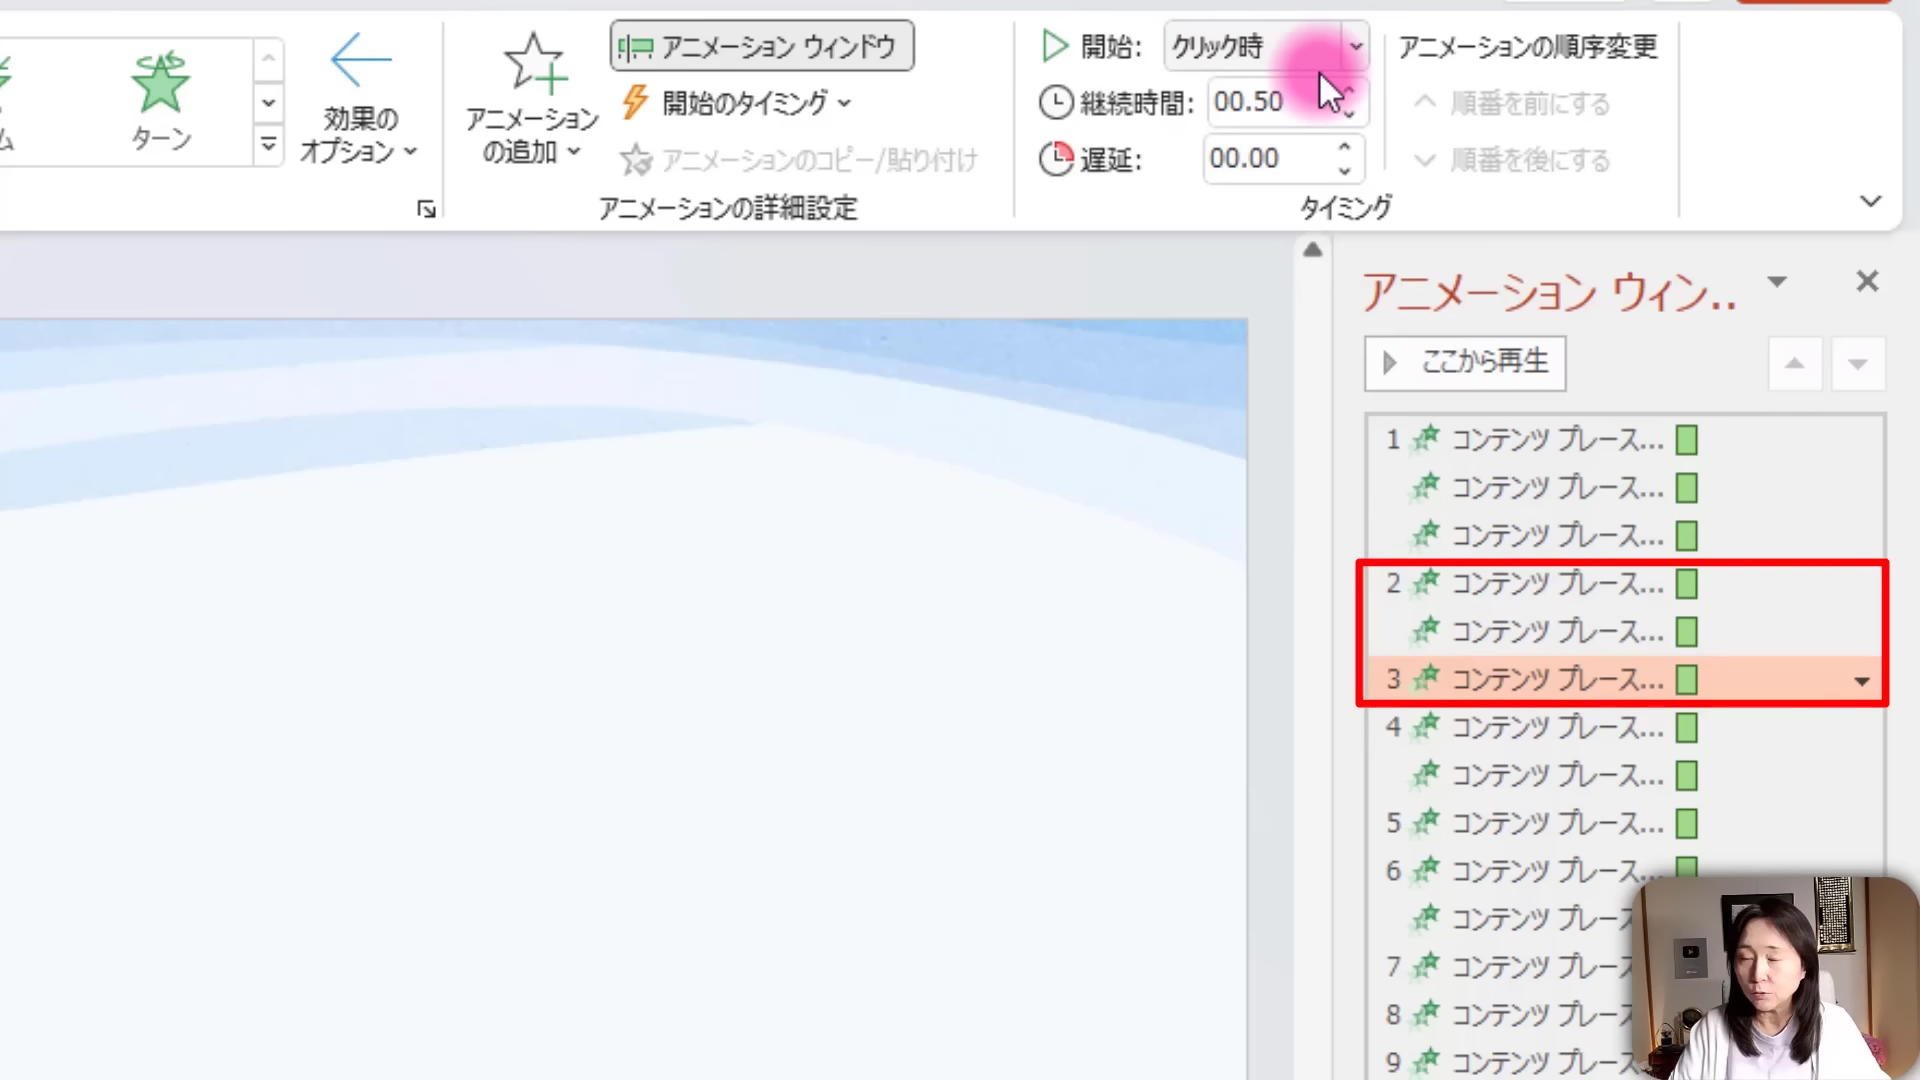 ム
ターン
効果の
オプション
アニメーション
の追加
アニメーション ウィンドウ
開始のタイミング
アニメーションのコピー/貼り付け
アニメーションの詳細設定
開始: クリック時
継続時間: 00.50
遅延: 00.00
タイミング
アニメーションの順序変更
順番を前にする
順番を後にする
アニメーション ウィン..
ここから再生
1 コンテンツ プレース...
コンテンツ プレース...
コンテンツ プレース...
2 コンテンツ プレース...
コンテンツ プレース...
3 コンテンツ プレース...
4 コンテンツ プレース...
コンテンツ プレース...
5 コンテンツ プレース...
6 コンテンツ プレース...
コンテンツ プレース
7 コンテンツ プレース
8 コンテンツ プレース
9 コンテンツ プレース